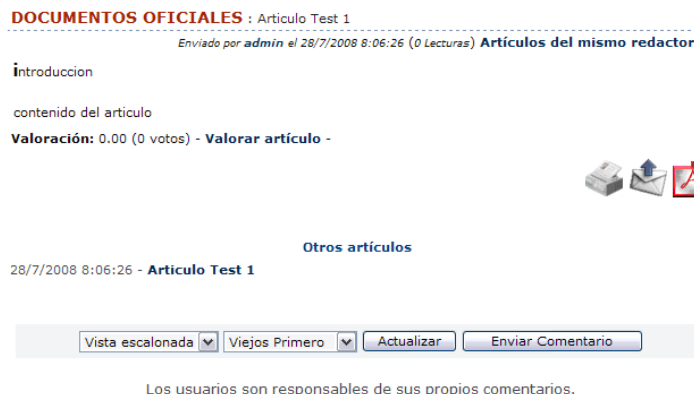 DOCUMENTOS OFICIALES : Articulo Test 1
Enviado por admin el 28/7/2008 8:06:26 (0 Lecturas) Artículos del mismo redactor
introduccion
contenido del articulo
Valoración: 0.00 (0 votos) - Valorar artículo -
Otros artículos
28/7/2008 8:06:26 - Articulo Test 1
Vista escalonada Viejos Primero Actualizar Enviar Comentario
Los usuarios son responsables de sus propios comentarios.